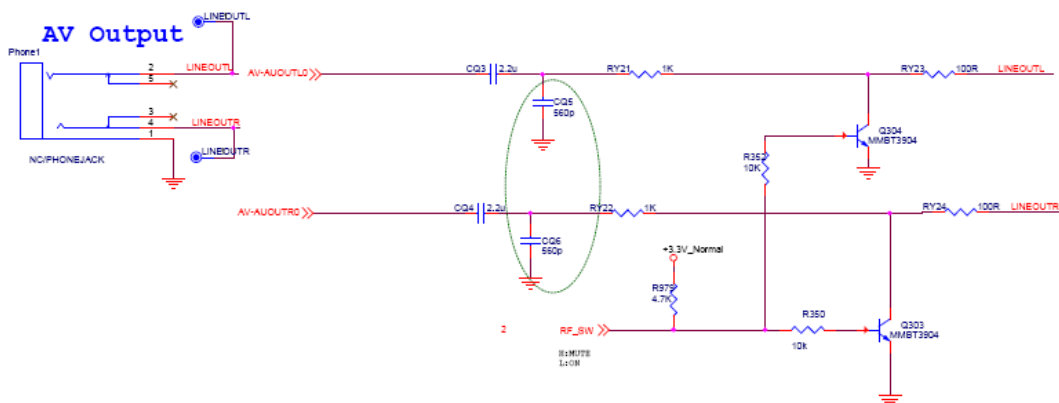 LINEOUTL
AV Output
Phone1
2
LINEOUTL
5
3
4
LINEOUTR
1
LINEOUTR
NC/PHONEJACK
AV-AUOUTL0
CQ3
2.2u
CQ5
560p
RY21
1K
RY23
100R
LINEOUTL
Q304
MMBT3904
R352
10K
AV-AUOUTR0
CQ4
2.2u
CQ6
560p
RY22
1K
RY24
100R
LINEOUTR
+3.3V_Normal
R979
4.7K
2
RF_SW
H:MUTE
L:ON
R350
10k
Q303
MMBT3904